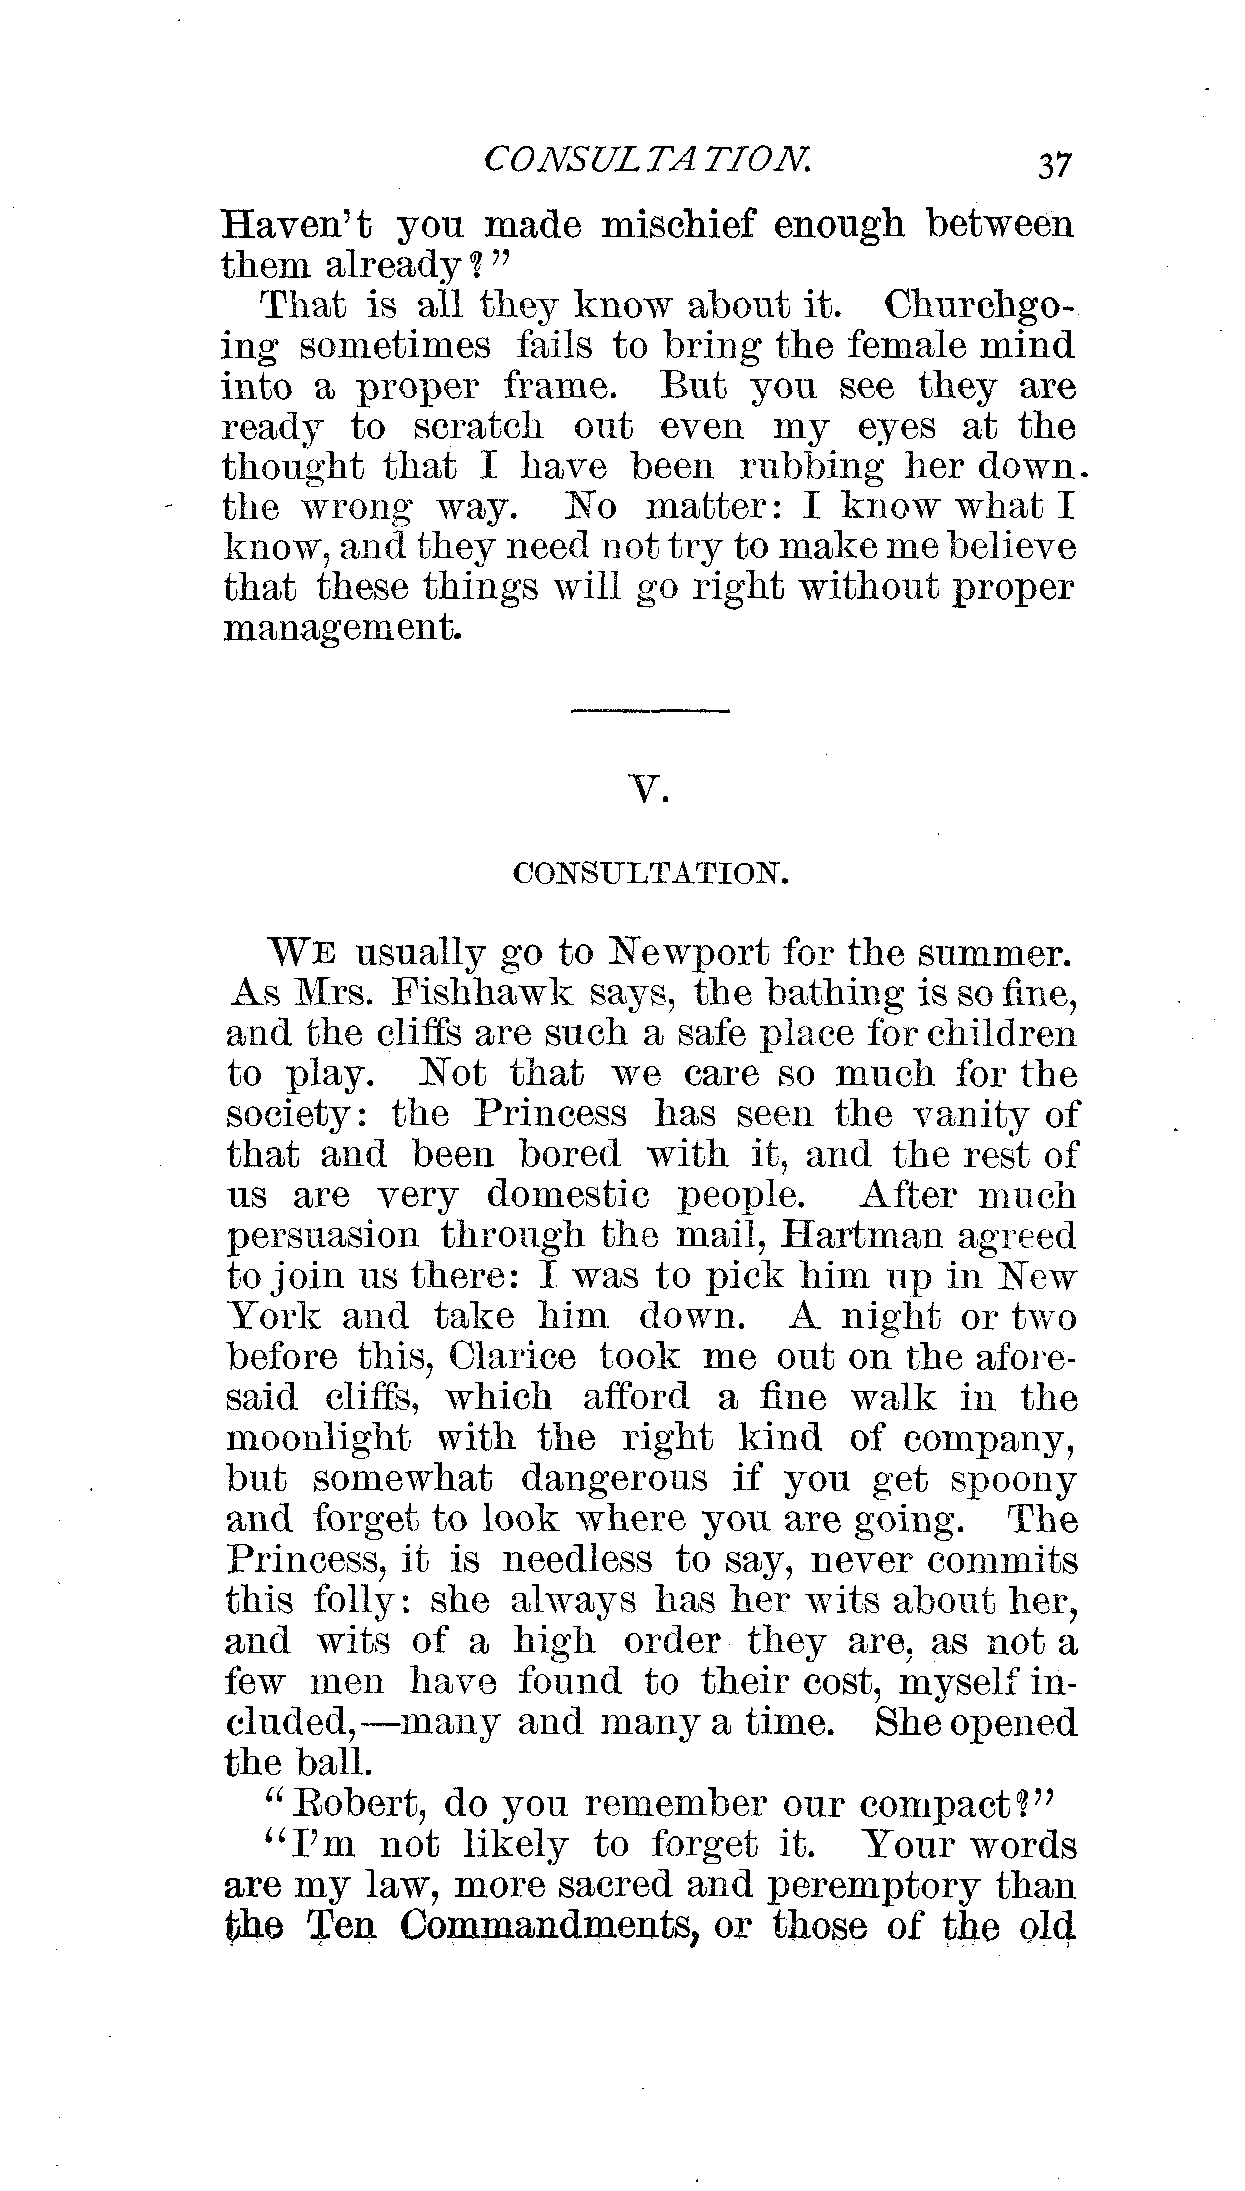 CONSULTATION. 37
Haven't you made mischief enough between
them already?"
That is all they know about it. Churchgo-
ing sometimes fails to bring the female mind
into a proper frame. But you see they are
ready to scratch out even my eyes at the
thought that I have been rubbing her down.
the wrong way. No matter: I know what I
know, and they need not try to make me believe
that these things will go right without proper
management.
V.
CONSULTATION.
WE usually go to Newport for the summer.
As Mrs. Fishhawk says, the bathing is so fine,
and the cliffs are such a safe place for children
to play. Not that we care so much for the
society: the Princess has seen the vanity of
that and been bored with it, and the rest of
us are very domestic people. After much
persuasion through the mail, Hartman agreed
to join us there: I was to pick him up in New
York and take him down. A night or two
before this, Clarice took me out on the afore-
said cliffs, which afford a fine walk in the
moonlight with the right kind of company,
but somewhat dangerous if you get spoony
and forget to look where you are going. The
Princess, it is needless to say, never commits
this folly: she always has her wits about her,
and wits of a high order they are, as not a
few men have found to their cost, myself in-
cluded,—many and many a time. She opened
the ball.
"Robert, do you remember our compact?"
"I'm not likely to forget it. Your words
are my law, more sacred and peremptory than
the Ten Commandments, or those of the old